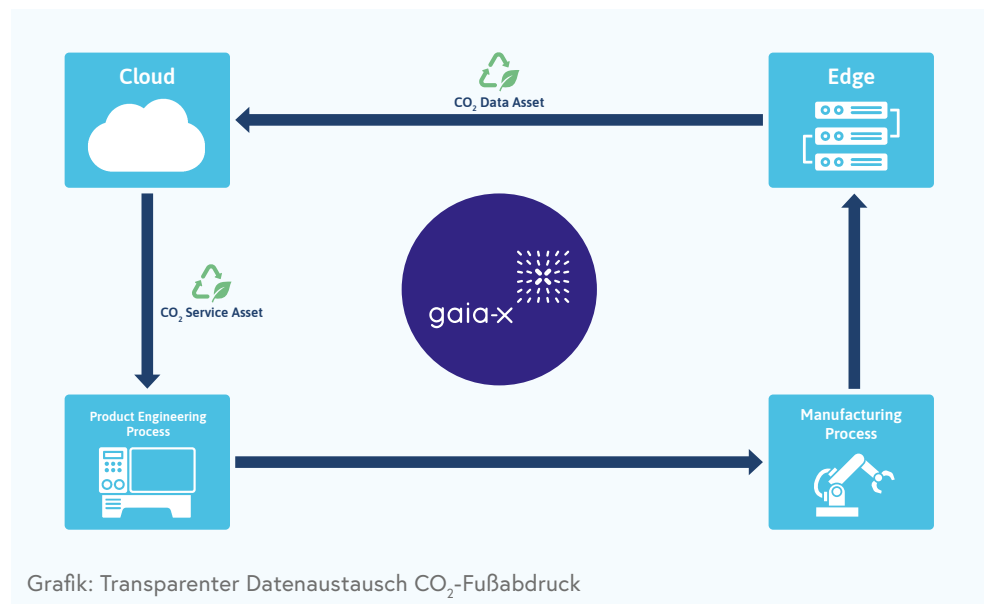 Cloud
Edge
CO₂ Data Asset
gaia-x
CO₂ Service Asset
Product Engineering
Process
Manufacturing
Process
Grafik: Transparenter Datenaustausch CO₂-Fußabdruck